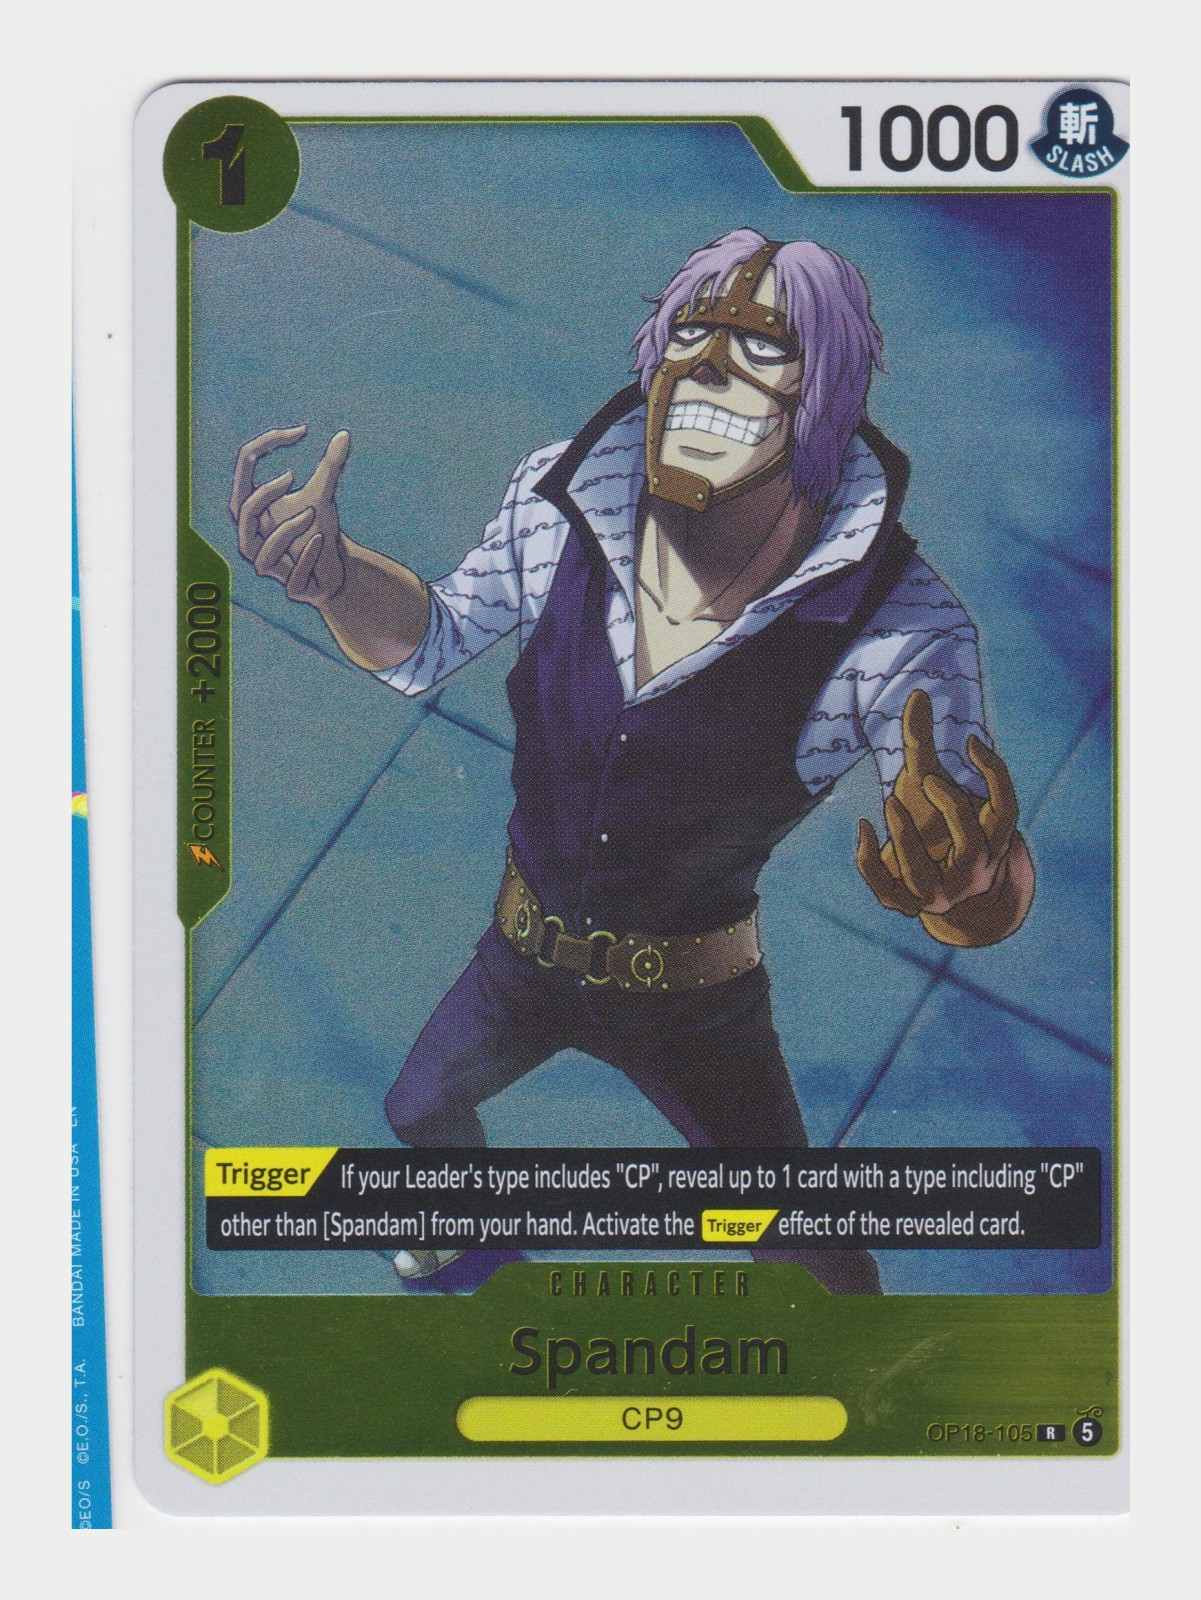 1
1000
斬
SLASH
COUNTER +2000
Trigger If your Leader's type includes "CP", reveal up to 1 card with a type including "CP"
other than [Spandam] from your hand. Activate the Trigger effect of the revealed card.
CHARACTER
Spandam
CP9
OP18-105 R 5
©EO/S ©E.O./S., T.A. BANDAI MADE IN USA EN